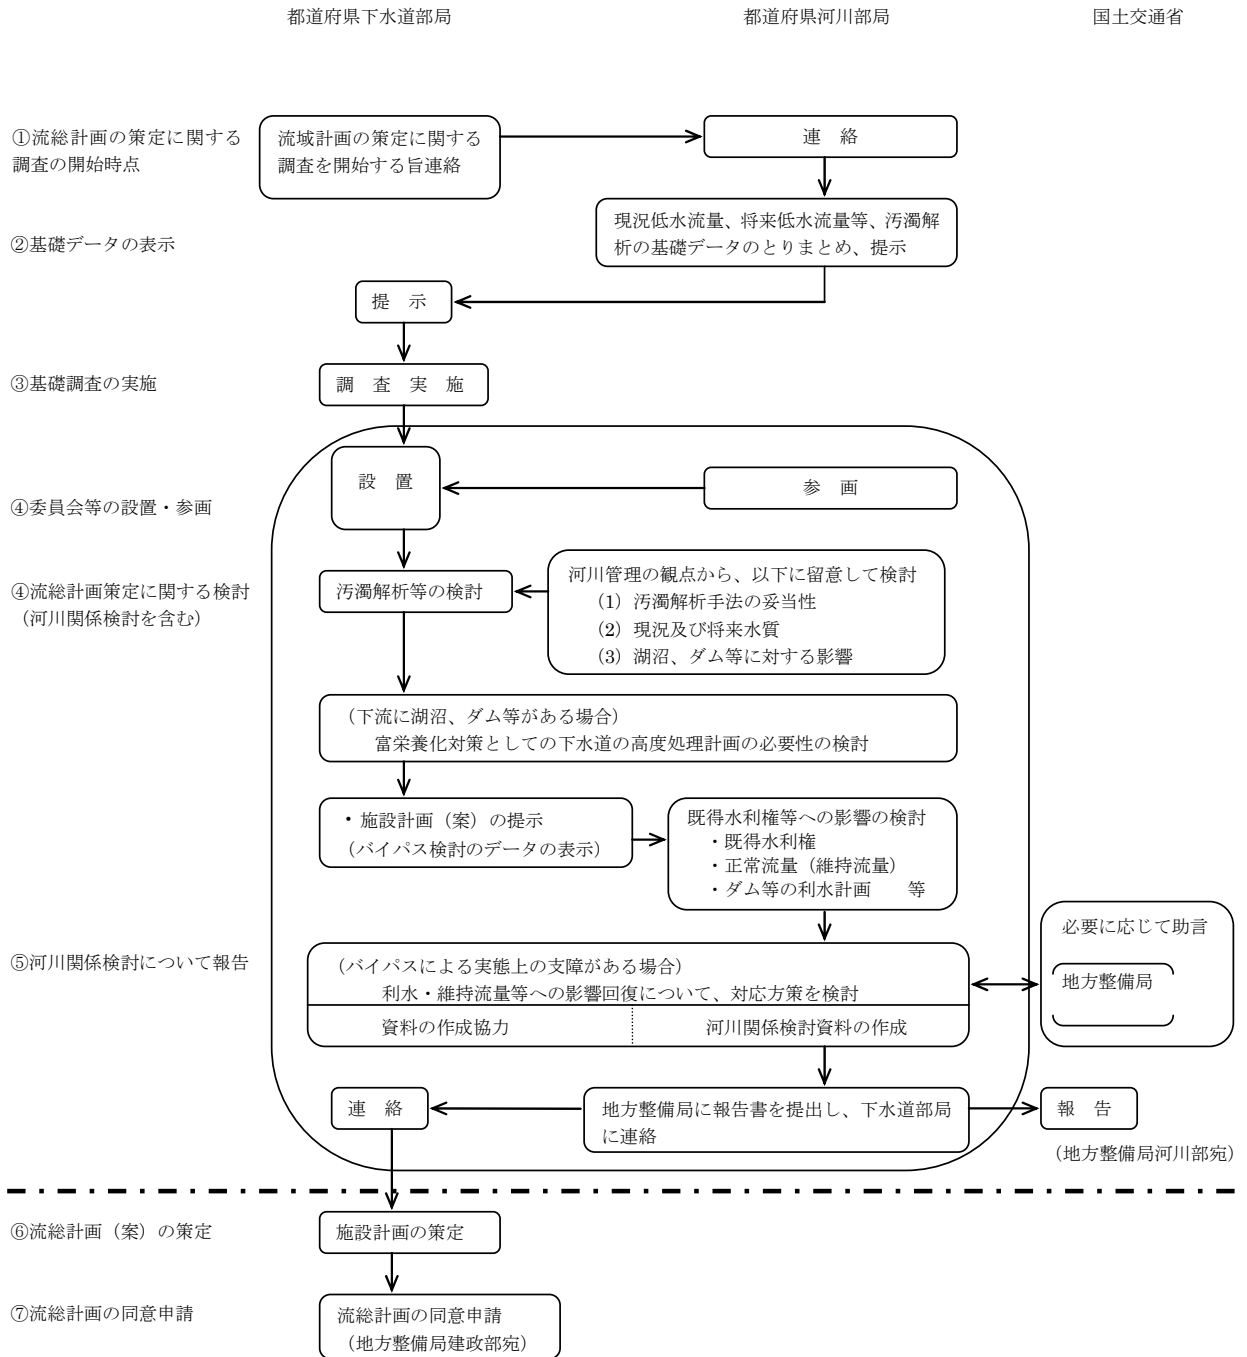 都道府県下水道部局
都道府県河川部局
国土交通省
①流総計画の策定に関する
調査の開始時点
流域計画の策定に関する
調査を開始する旨連絡
連　絡
現況低水流量、将来低水流量等、汚濁解
析の基礎データのとりまとめ、提示
②基礎データの表示
提　示
③基礎調査の実施
調　査　実　施
設　置
参　画
④委員会等の設置・参画
④流総計画策定に関する検討
（河川関係検討を含む）
汚濁解析等の検討
河川管理の観点から、以下に留意して検討
（1）汚濁解析手法の妥当性
（2）現況及び将来水質
（3）湖沼、ダム等に対する影響
（下流に湖沼、ダム等がある場合）
富栄養化対策としての下水道の高度処理計画の必要性の検討
・施設計画（案）の提示
（バイパス検討のデータの表示）
既得水利権等への影響の検討
・既得水利権
・正常流量（維持流量）
・ダム等の利水計画　　等
必要に応じて助言
地方整備局
⑤河川関係検討について報告
（バイパスによる実態上の支障がある場合）
利水・維持流量等への影響回復について、対応方策を検討
資料の作成協力
河川関係検討資料の作成
連　絡
地方整備局に報告書を提出し、下水道部局
に連絡
報　告
（地方整備局河川部宛）
⑥流総計画（案）の策定
施設計画の策定
⑦流総計画の同意申請
流総計画の同意申請
（地方整備局建政部宛）